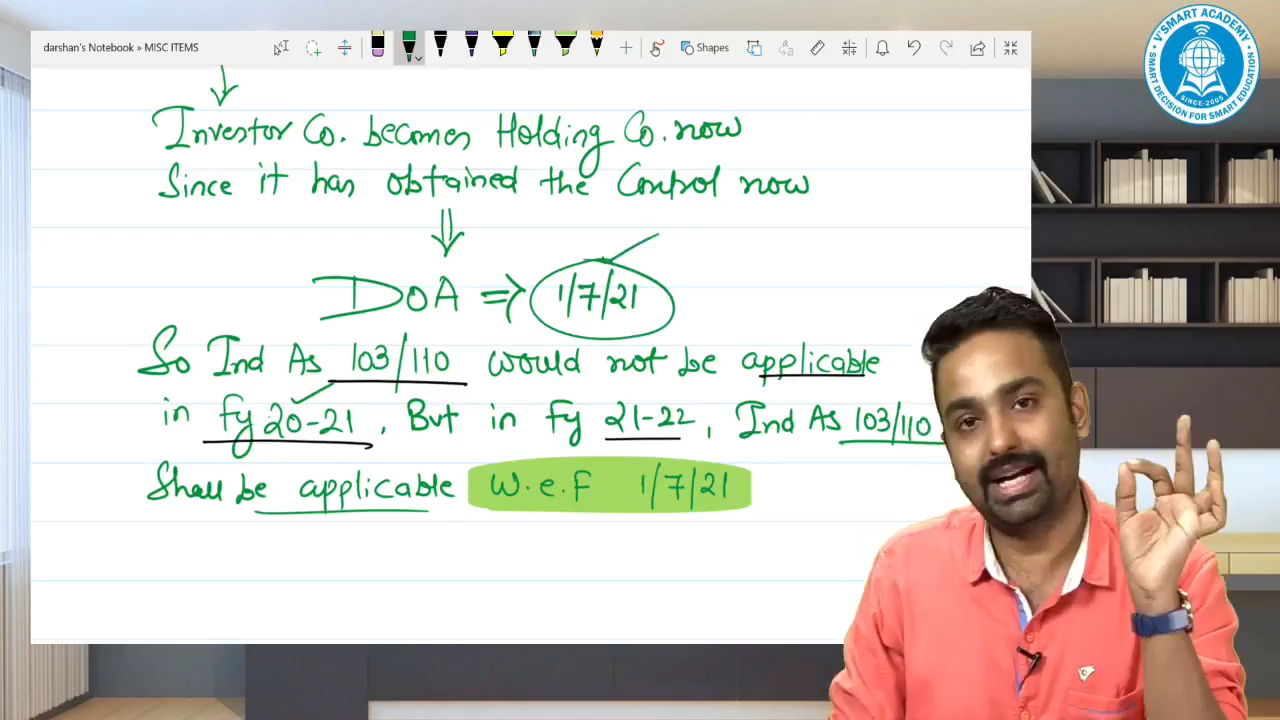 darshan's Notebook » MISC ITEMS
Shapes
V'SMART ACADEMY
SINCE-2005
SMART DECISION FOR SMART EDUCATION
Investor Co. becomes Holding Co. now
Since it has obtained the Control now
⇓
DOA ⇒ 1/7/21
So Ind As 103/110 would not be applicable
in Fy 20-21, But in Fy 21-22, Ind As 103/110
Shall be applicable W.e.F 1/7/21